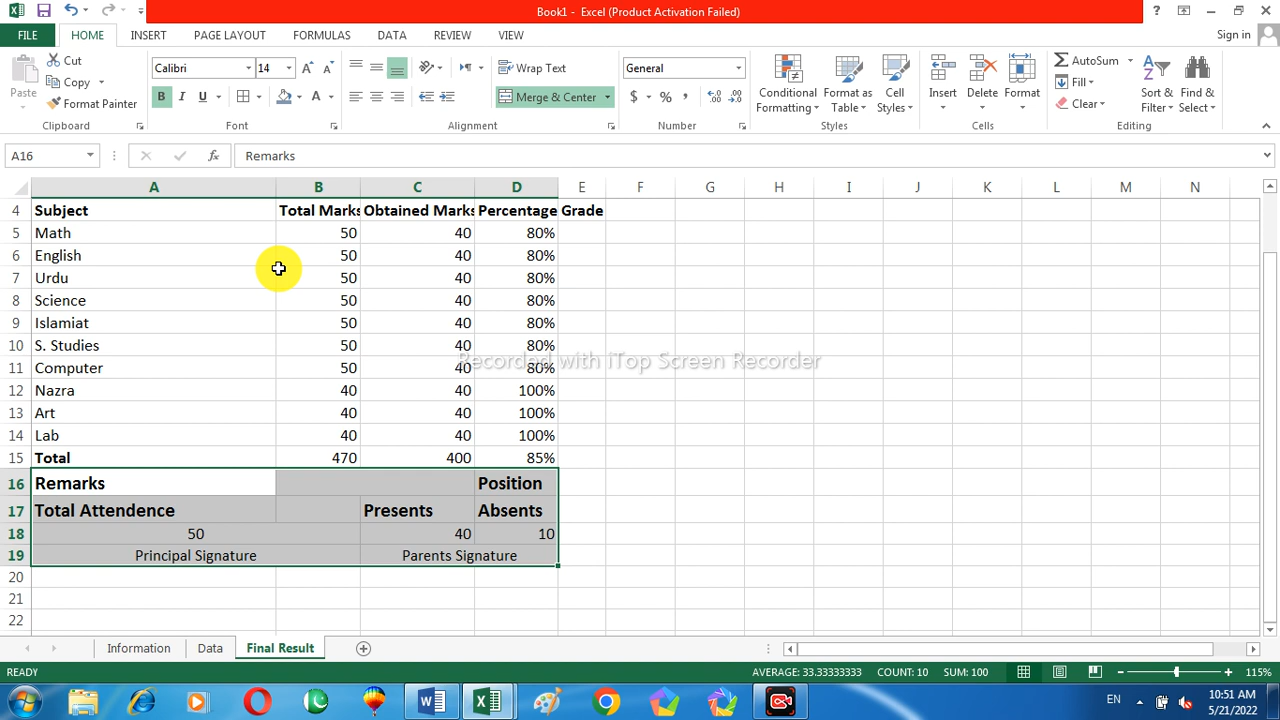 Book1 - Excel (Product Activation Failed)
FILE HOME INSERT PAGE LAYOUT FORMULAS DATA REVIEW VIEW Sign in
Paste Cut Copy Format Painter Clipboard
Calibri 14 B I U A Font
Wrap Text Merge & Center Alignment
General $ % , Number
Conditional Formatting Format as Table Cell Styles Styles
Insert Delete Format Cells
AutoSum Fill Clear Sort & Filter Find & Select Editing
A16 fx Remarks
A B C D E F G H I J K L M N
4 Subject Total Marks Obtained Marks Percentage Grade
5 Math 50 40 80%
6 English 50 40 80%
7 Urdu 50 40 80%
8 Science 50 40 80%
9 Islamiat 50 40 80%
10 S. Studies 50 40 80%
11 Computer 50 40 80%
Recorded with iTop Screen Recorder
12 Nazra 40 40 100%
13 Art 40 40 100%
14 Lab 40 40 100%
15 Total 470 400 85%
16 Remarks Position
17 Total Attendence Presents Absents
18 50 40 10
19 Principal Signature Parents Signature
20
21
22
Information Data Final Result
READY AVERAGE: 33.33333333 COUNT: 10 SUM: 100 115%
EN 10:51 AM
5/21/2022